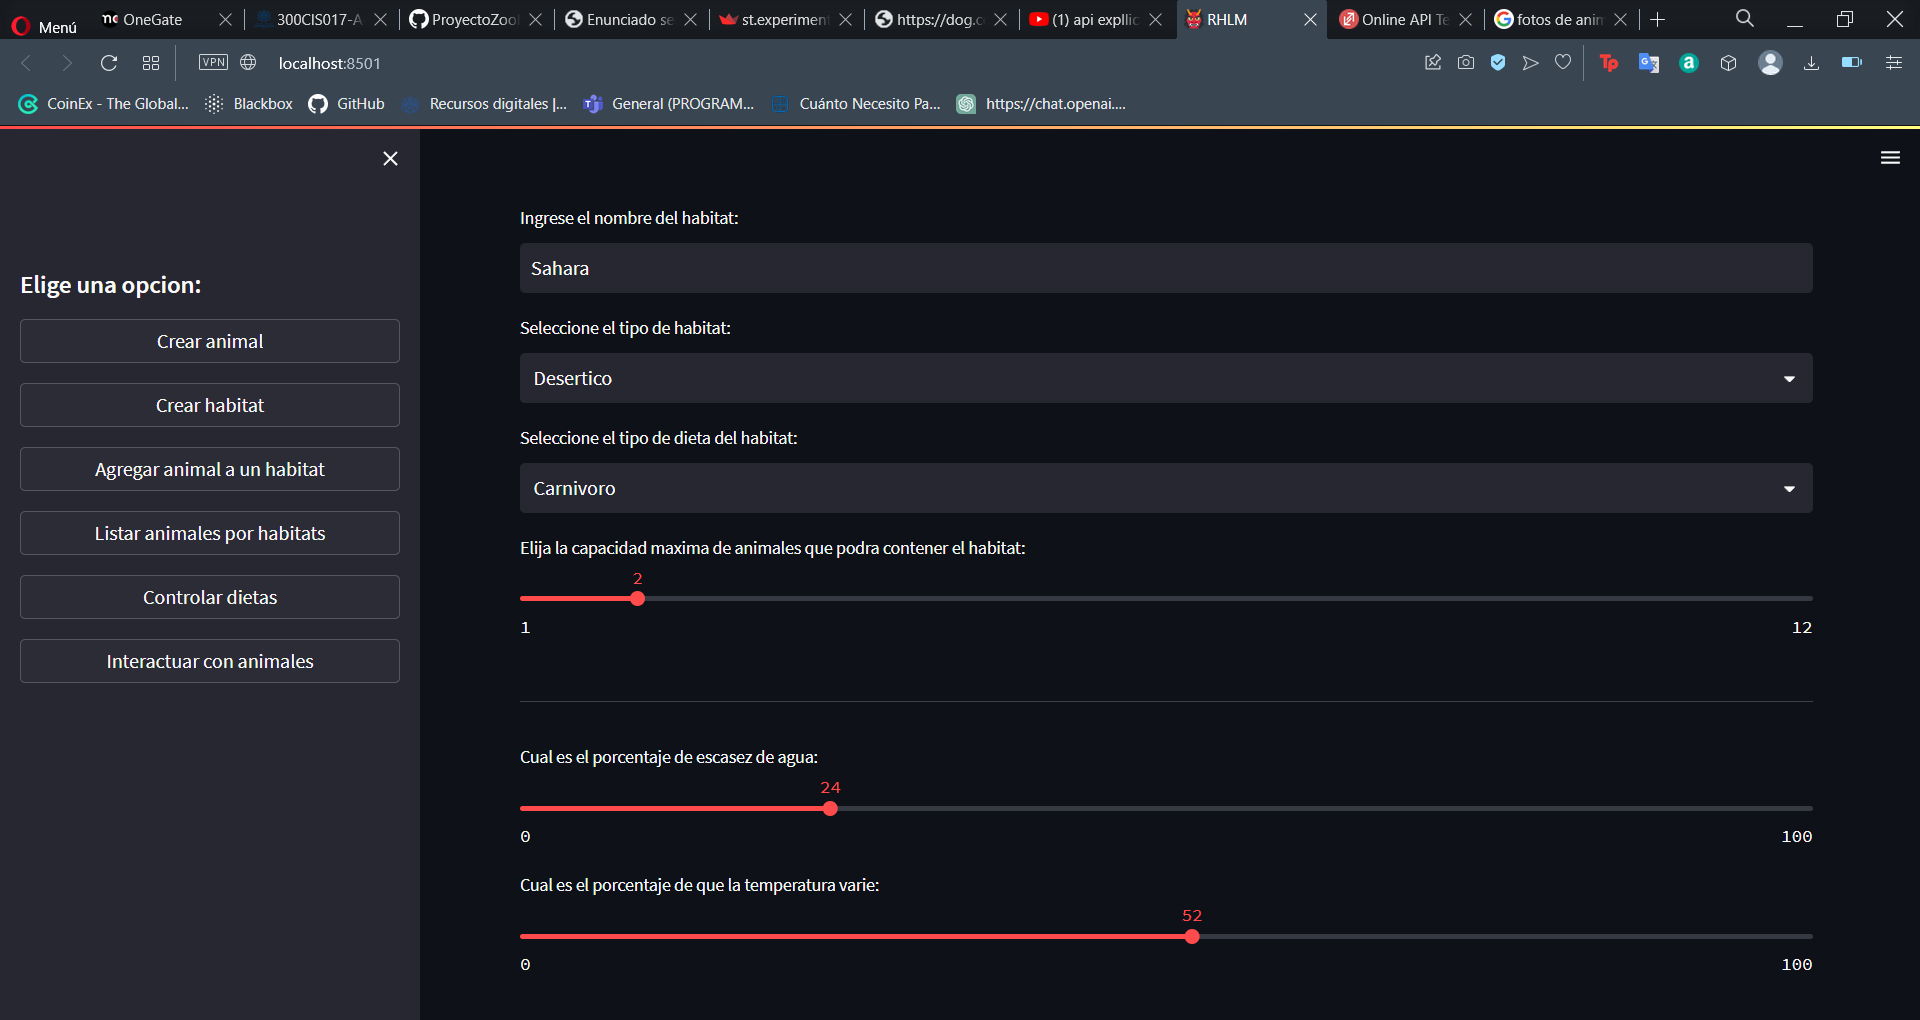 Menú
OneGate
300CIS017-A
ProyectoZool
Enunciado se
st.experimen
https://dog.c
(1) api expllic
RHLM
Online API Te
fotos de anim
VPN
localhost:8501
CoinEx - The Global...
Blackbox
GitHub
Recursos digitales |...
General (PROGRAM...
Cuánto Necesito Pa...
https://chat.openai....
Elige una opcion:
Crear animal
Crear habitat
Agregar animal a un habitat
Listar animales por habitats
Controlar dietas
Interactuar con animales
Ingrese el nombre del habitat:
Sahara
Seleccione el tipo de habitat:
Desertico
Seleccione el tipo de dieta del habitat:
Carnivoro
Elija la capacidad maxima de animales que podra contener el habitat:
2
1 12
Cual es el porcentaje de escasez de agua:
24
0 100
Cual es el porcentaje de que la temperatura varie:
52
0 100